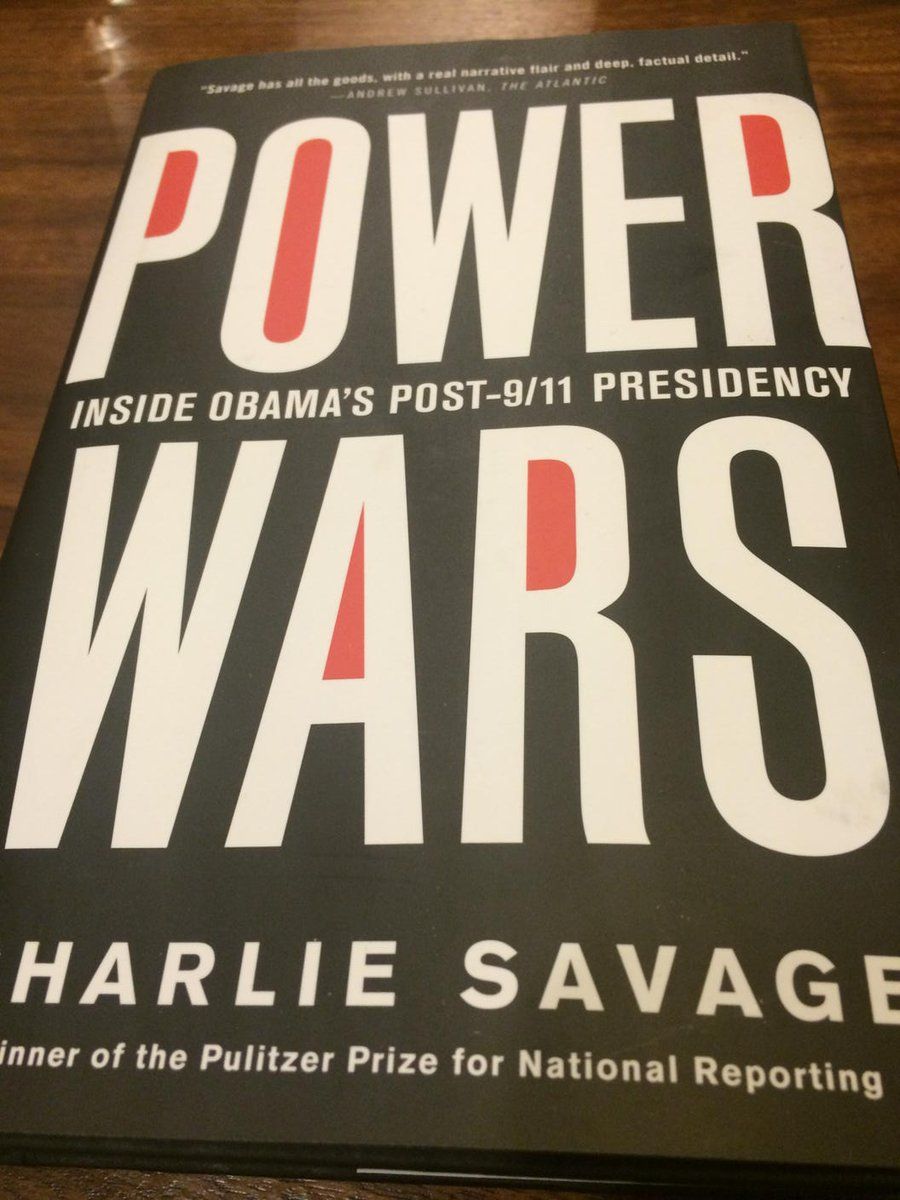 "Savage has all the goods, with a real narrative flair and deep, factual detail."
—ANDREW SULLIVAN, THE ATLANTIC
POWER
INSIDE OBAMA'S POST-9/11 PRESIDENCY
WARS
HARLIE SAVAGE
inner of the Pulitzer Prize for National Reporting